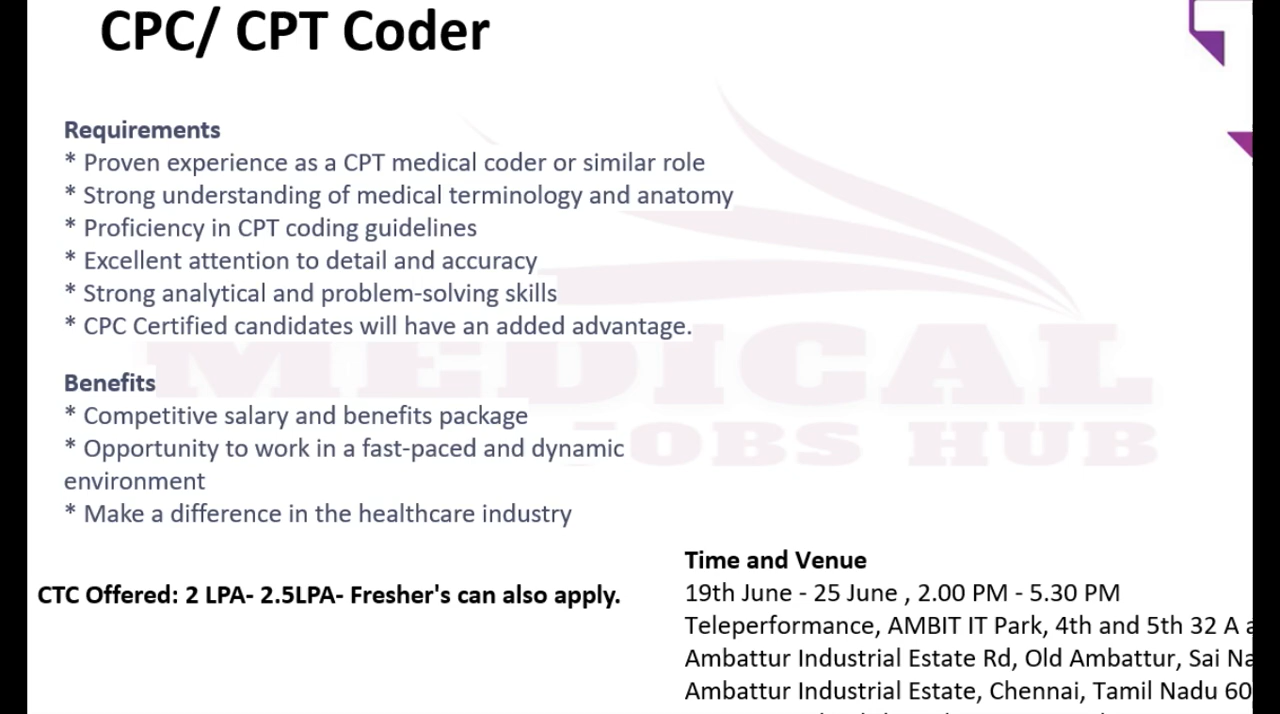 CPC/ CPT Coder
Requirements
* Proven experience as a CPT medical coder or similar role
* Strong understanding of medical terminology and anatomy
* Proficiency in CPT coding guidelines
* Excellent attention to detail and accuracy
* Strong analytical and problem-solving skills
* CPC Certified candidates will have an added advantage.
Benefits
* Competitive salary and benefits package
* Opportunity to work in a fast-paced and dynamic
environment
* Make a difference in the healthcare industry
MEDICAL
JOBS HUB
CTC Offered: 2 LPA- 2.5LPA- Fresher's can also apply.
Time and Venue
19th June - 25 June , 2.00 PM - 5.30 PM
Teleperformance, AMBIT IT Park, 4th and 5th 32 A
Ambattur Industrial Estate Rd, Old Ambattur, Sai
Ambattur Industrial Estate, Chennai, Tamil Nadu